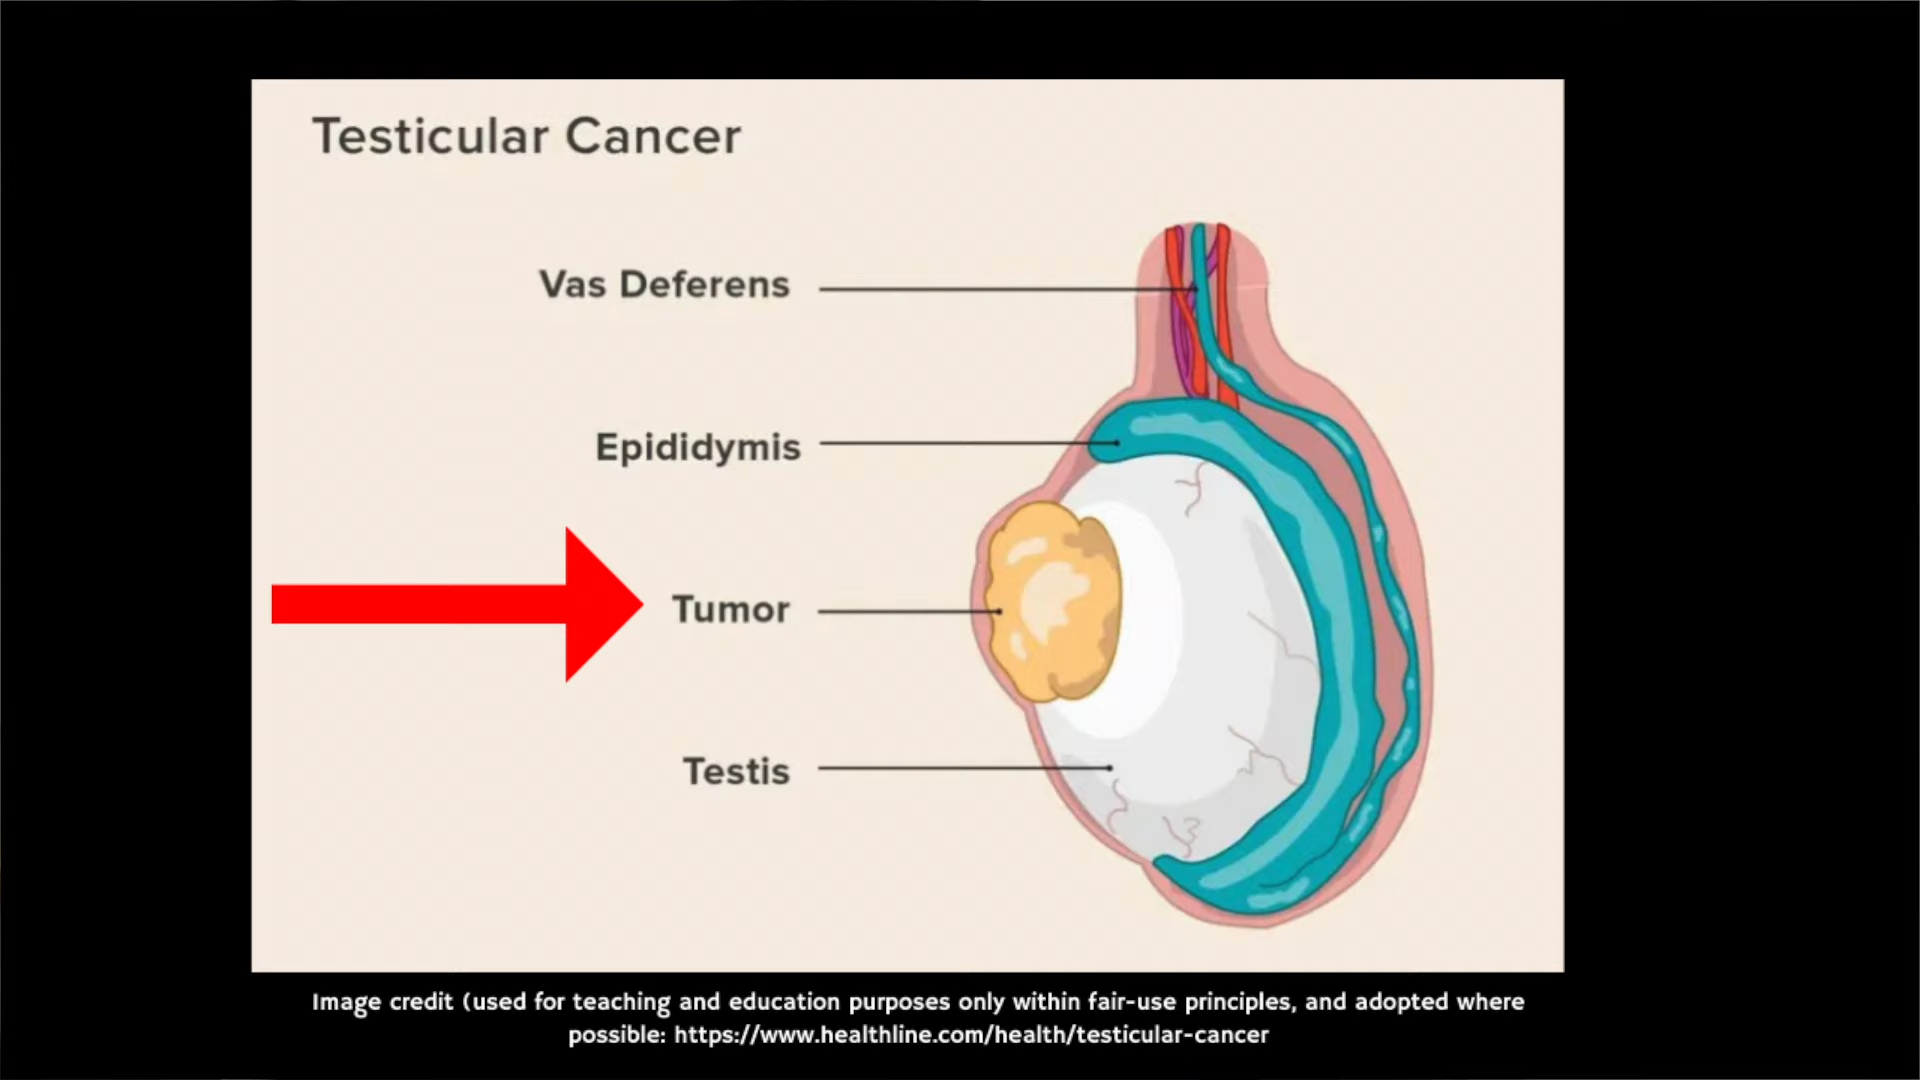 Testicular Cancer
Vas Deferens
Epididymis
Tumor
Testis
Image credit (used for teaching and education purposes only within fair-use principles, and adopted where
possible: https://www.healthline.com/health/testicular-cancer